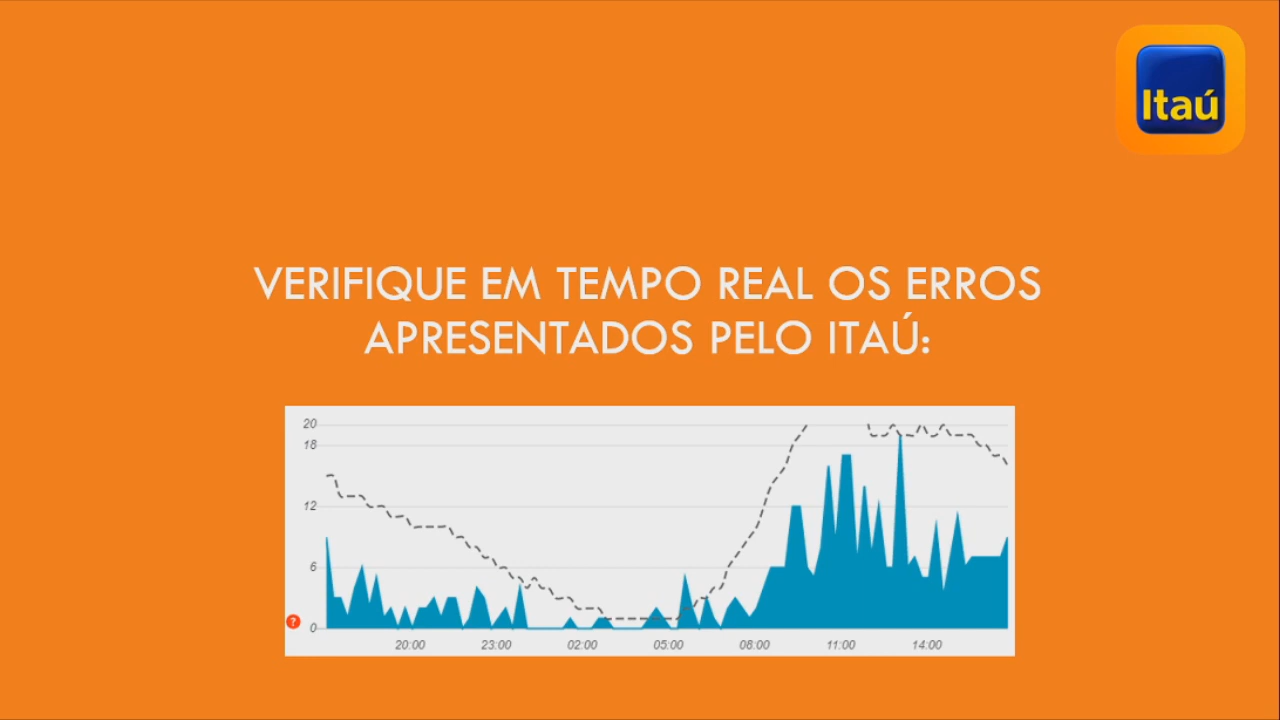 Itaú
VERIFIQUE EM TEMPO REAL OS ERROS
APRESENTADOS PELO ITAÚ:
20
18
12
6
? 0
20:00 23:00 02:00 05:00 08:00 11:00 14:00